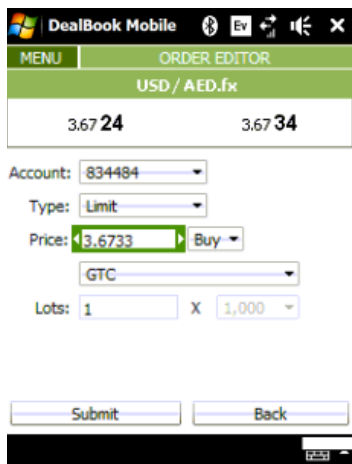 DealBook Mobile Ev X
MENU ORDER EDITOR
USD / AED.fx
3.67 24 3.67 34
Account: 834484
Type: Limit
Price: 3.6733 Buy
GTC
Lots: 1 X 1,000
Submit Back